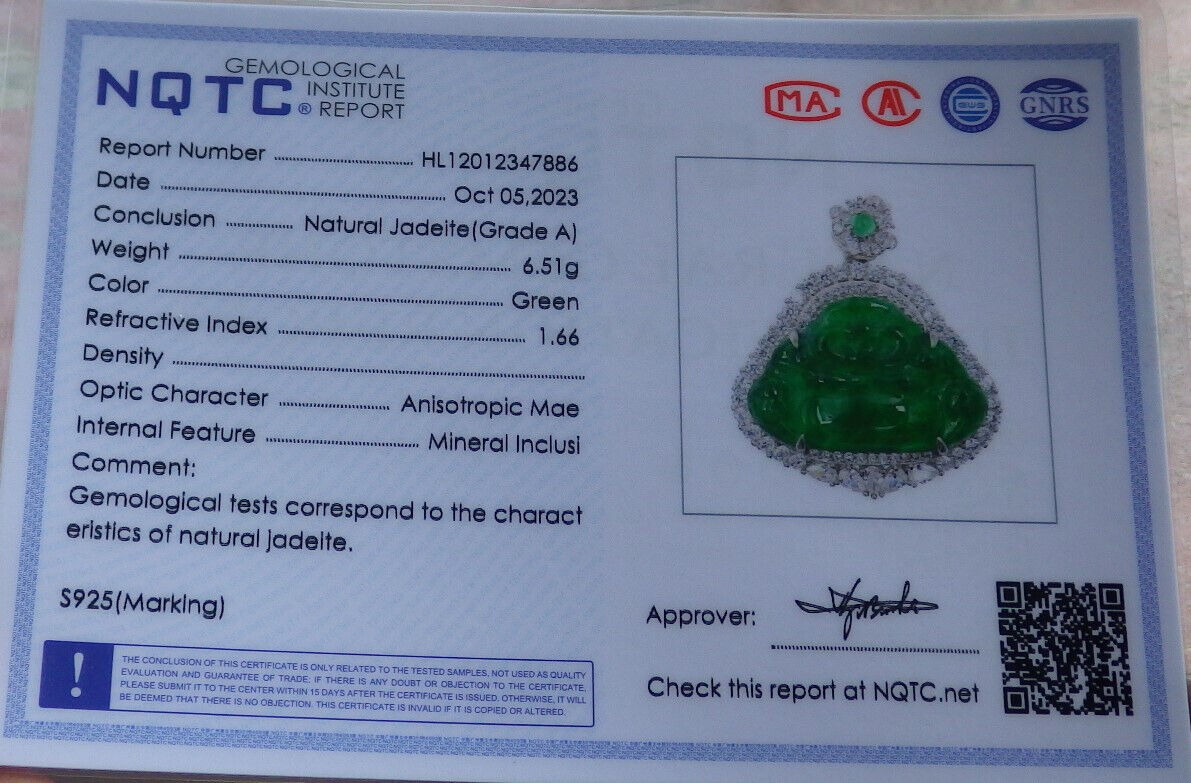 NQTC® GEMOLOGICAL INSTITUTE REPORT
MA
GNRS
Report Number HL12012347886
Date Oct 05,2023
Conclusion Natural Jadeite(Grade A)
Weight 6.51g
Color Green
Refractive Index 1.66
Density
Optic Character Anisotropic Mae
Internal Feature Mineral Inclusi
Comment:
Gemological tests correspond to the charact
eristics of natural jadeite.
S925(Marking)
! THE CONCLUSION OF THIS CERTIFICATE IS ONLY RELATED TO THE TESTED SAMPLES, NOT USED AS QUALITY
EVALUATION AND GUARANTEE OF TRADE. IF THERE IS ANY DOUBT OR OBJECTION TO THE CERTIFICATE,
PLEASE SUBMIT IT TO THE CENTER WITHIN 15 DAYS AFTER THE CERTIFICATE IS ISSUED. OTHERWISE, IT WILL
BE DEEMED THAT THERE IS NO OBJECTION. THIS CERTIFICATE IS INVALID IF IT IS COPIED OR ALTERED.
Approver:
Check this report at NQTC.net